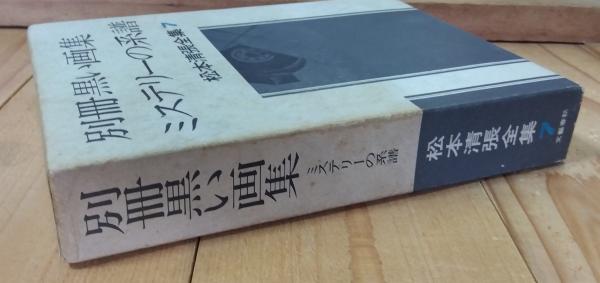 別冊黒い画集
ミステリーの系譜
松本清張全集7
別冊黒い画集
ミステリーの系譜
松本清張全集7
文藝春秋